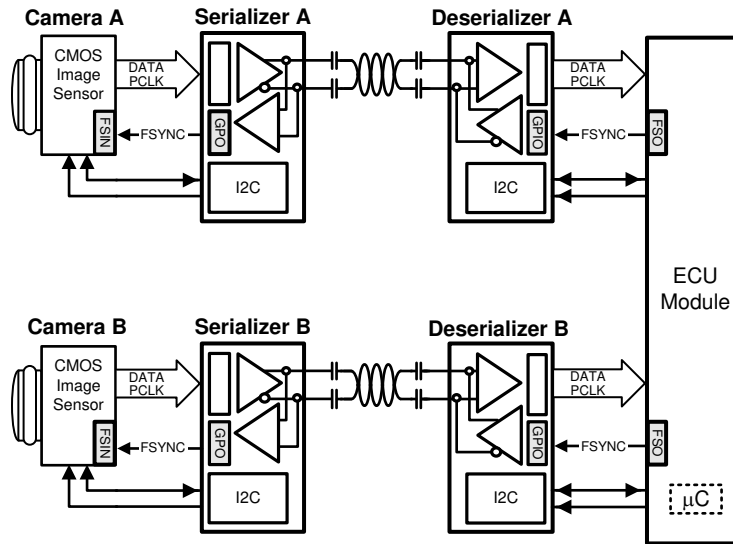 Camera A
Serializer A
Deserializer A
CMOS
Image
Sensor
DATA
PCLK
DATA
PCLK
FSIN
FSYNC
GPO
GPIO
FSYNC
FSO
I2C
I2C
ECU
Module
Camera B
Serializer B
Deserializer B
CMOS
Image
Sensor
DATA
PCLK
DATA
PCLK
FSIN
FSYNC
GPO
GPIO
FSYNC
FSO
I2C
I2C
μC